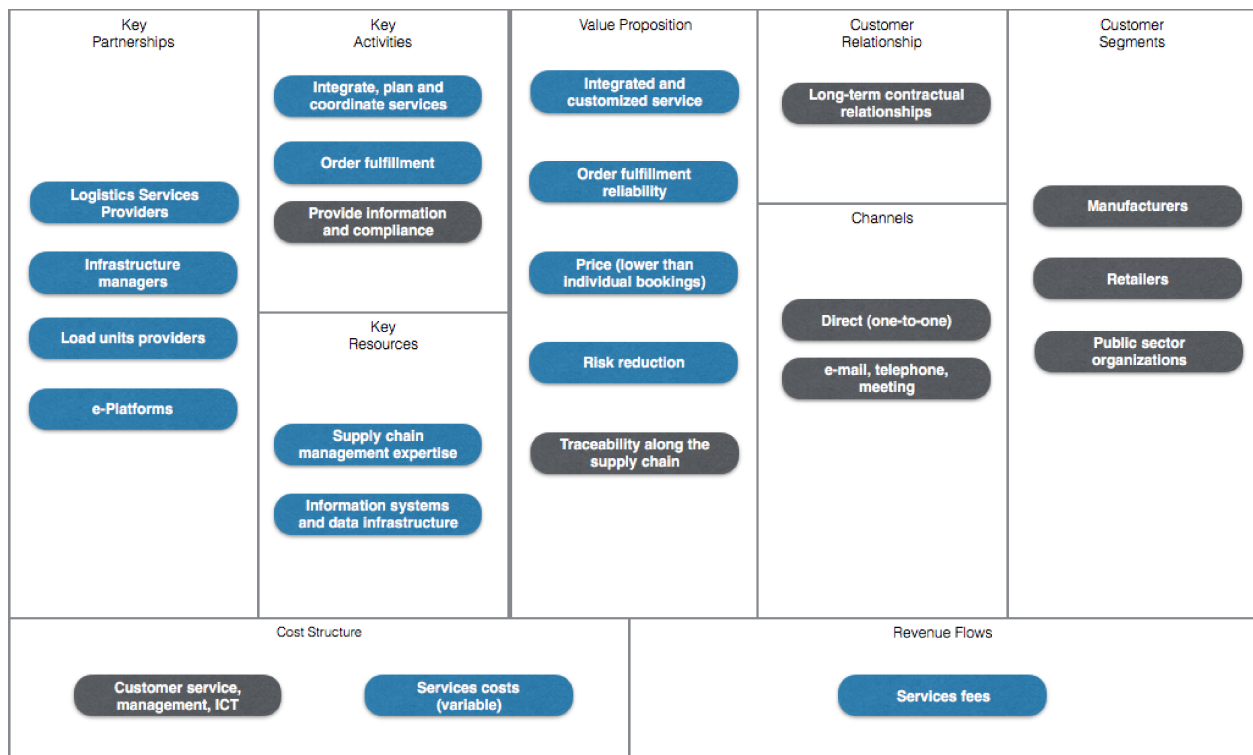 Key
Partnerships
Logistics Services
Providers
Infrastructure
managers
Load units providers
e-Platforms
Key
Activities
Integrate, plan and
coordinate services
Order fulfillment
Provide information
and compliance
Key
Resources
Supply chain
management expertise
Information systems
and data infrastructure
Value Proposition
Integrated and
customized service
Order fulfillment
reliability
Price (lower than
individual bookings)
Risk reduction
Traceability along the
supply chain
Customer
Relationship
Long-term contractual
relationships
Channels
Direct (one-to-one)
e-mail, telephone,
meeting
Customer
Segments
Manufacturers
Retailers
Public sector
organizations
Cost Structure
Customer service,
management, ICT
Services costs
(variable)
Revenue Flows
Services fees